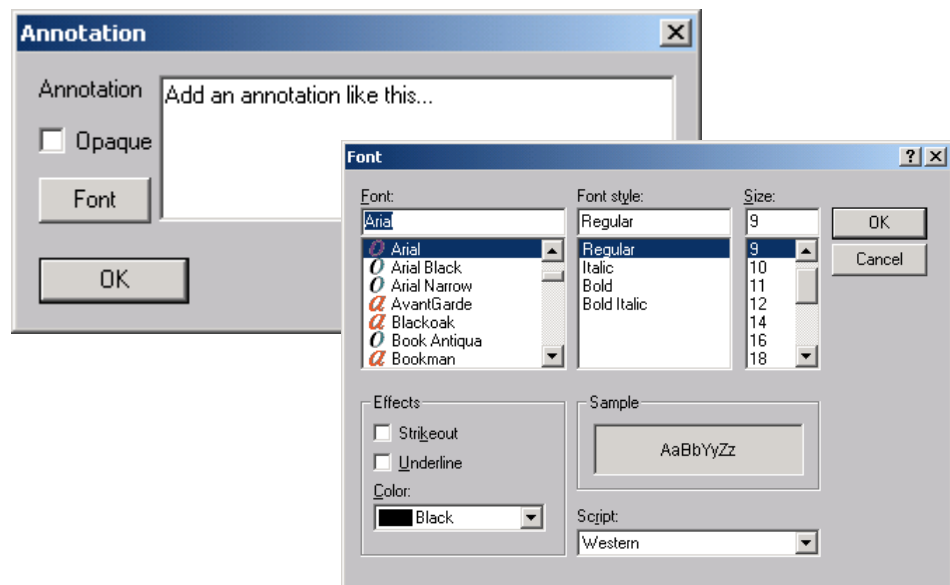 Annotation
Annotation
Add an annotation like this...
Opaque
Font
OK
Font
Font:
Font style:
Size:
Arial
Regular
9
OK
Arial
Regular
9
Cancel
Arial Black
Italic
10
Arial Narrow
Bold
11
AvantGarde
Bold Italic
12
Blackoak
14
Book Antiqua
16
Bookman
18
Effects
Sample
Strikeout
AaBbYyZz
Underline
Color:
Black
Script:
Western